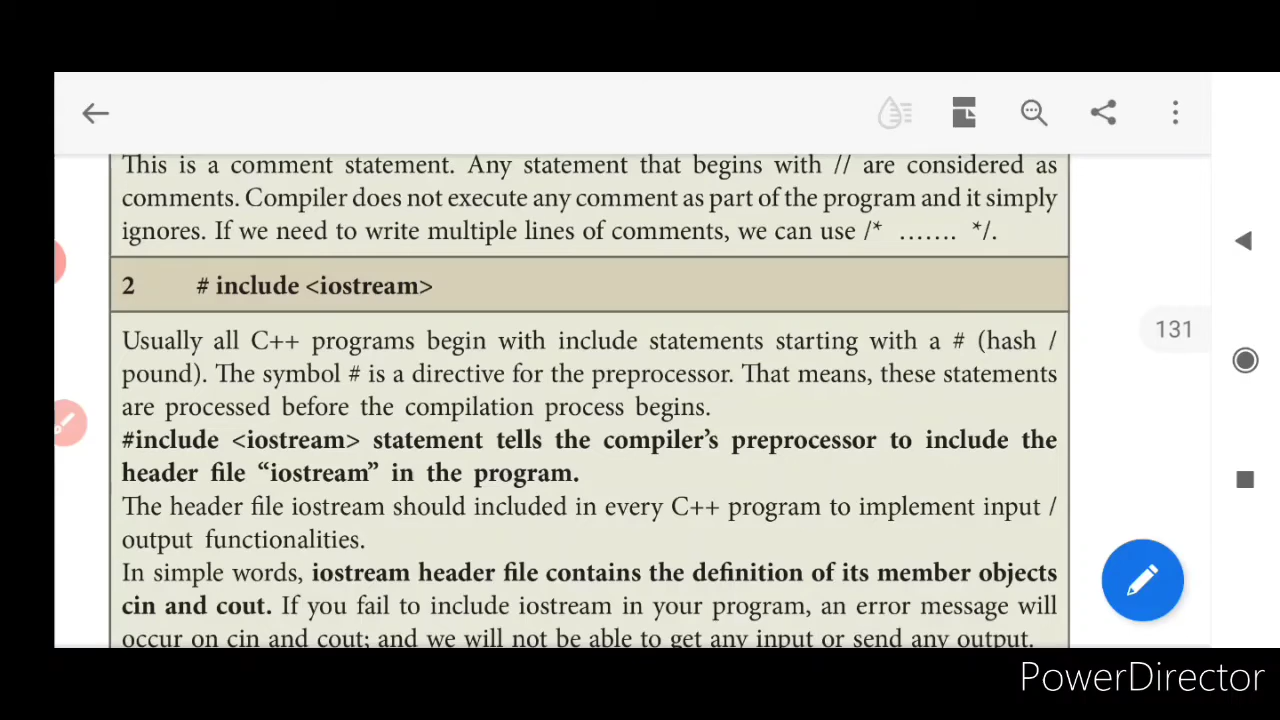 This is a comment statement. Any statement that begins with // are considered as
comments. Compiler does not execute any comment as part of the program and it simply
ignores. If we need to write multiple lines of comments, we can use /* ....... */.
2 # include <iostream>
Usually all C++ programs begin with include statements starting with a # (hash /
pound). The symbol # is a directive for the preprocessor. That means, these statements
are processed before the compilation process begins.
#include <iostream> statement tells the compiler's preprocessor to include the
header file “iostream” in the program.
The header file iostream should included in every C++ program to implement input /
output functionalities.
In simple words, iostream header file contains the definition of its member objects
cin and cout. If you fail to include iostream in your program, an error message will
occur on cin and cout; and we will not be able to get any input or send any output.
131
PowerDirector